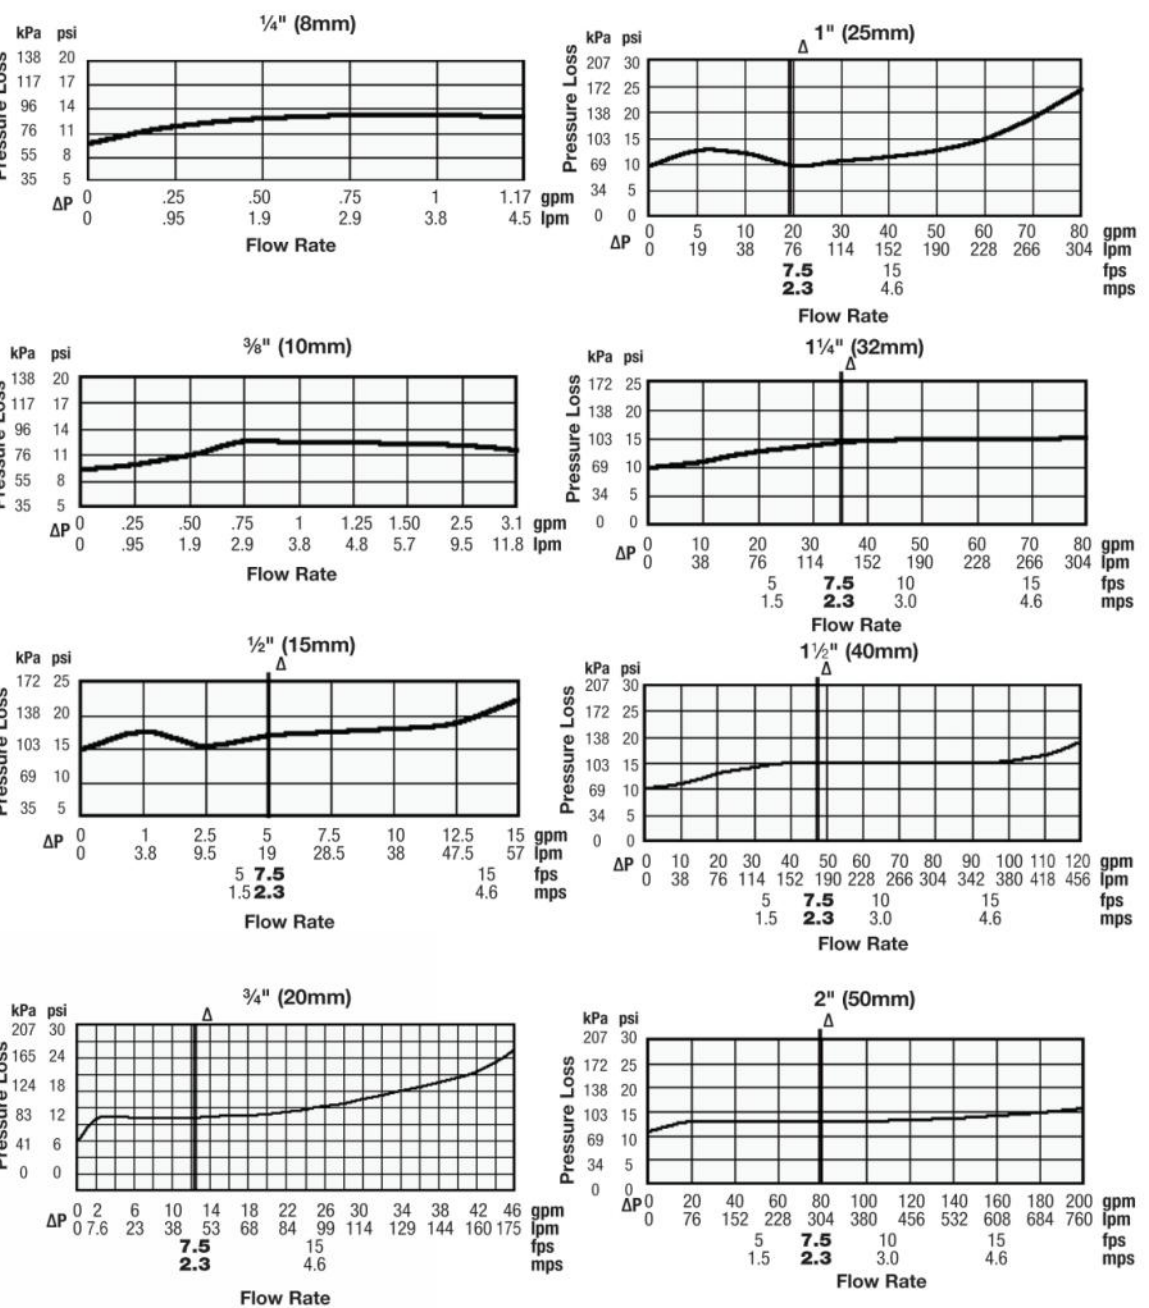 ¼" (8mm)
kPa psi
138 20
117 17
96 14
76 11
55 8
35 5
Pressure Loss
ΔP 0 .25 .50 .75 1 1.17 gpm
0 .95 1.9 2.9 3.8 4.5 lpm
Flow Rate
⅜" (10mm)
kPa psi
138 20
117 17
96 14
76 11
55 8
35 5
Pressure Loss
ΔP 0 .25 .50 .75 1 1.25 1.50 2.5 3.1 gpm
0 .95 1.9 2.9 3.8 4.8 5.7 9.5 11.8 lpm
Flow Rate
½" (15mm)
Δ
kPa psi
172 25
138 20
103 15
69 10
35 5
Pressure Loss
ΔP 0 1 2.5 5 7.5 10 12.5 15 gpm
0 3.8 9.5 19 28.5 38 47.5 57 lpm
5 7.5 15 fps
1.5 2.3 4.6 mps
Flow Rate
¾" (20mm)
Δ
kPa psi
207 30
165 24
124 18
83 12
41 6
0 0
Pressure Loss
ΔP 0 2 6 10 14 18 22 26 30 34 38 42 46 gpm
0 7.6 23 38 53 68 84 99 114 129 144 160 175 lpm
7.5 15 fps
2.3 4.6 mps
Flow Rate
1" (25mm)
Δ
kPa psi
207 30
172 25
138 20
103 15
69 10
34 5
0 0
Pressure Loss
ΔP 0 5 10 20 30 40 50 60 70 80 gpm
0 19 38 76 114 152 190 228 266 304 lpm
7.5 15 fps
2.3 4.6 mps
Flow Rate
1¼" (32mm)
Δ
kPa psi
172 25
138 20
103 15
69 10
34 5
0 0
Pressure Loss
ΔP 0 10 20 30 40 50 60 70 80 gpm
0 38 76 114 152 190 228 266 304 lpm
5 7.5 10 15 fps
1.5 2.3 3.0 4.6 mps
Flow Rate
1½" (40mm)
Δ
kPa psi
207 30
172 25
138 20
103 15
69 10
34 5
0 0
Pressure Loss
ΔP 0 10 20 30 40 50 60 70 80 90 100 110 120 gpm
0 38 76 114 152 190 228 266 304 342 380 418 456 lpm
5 7.5 10 15 fps
1.5 2.3 3.0 4.6 mps
Flow Rate
2" (50mm)
Δ
kPa psi
207 30
172 25
138 20
103 15
69 10
34 5
0 0
Pressure Loss
ΔP 0 20 40 60 80 100 120 140 160 180 200 gpm
0 76 152 228 304 380 456 532 608 684 760 lpm
5 7.5 10 15 fps
1.5 2.3 3.0 4.6 mps
Flow Rate